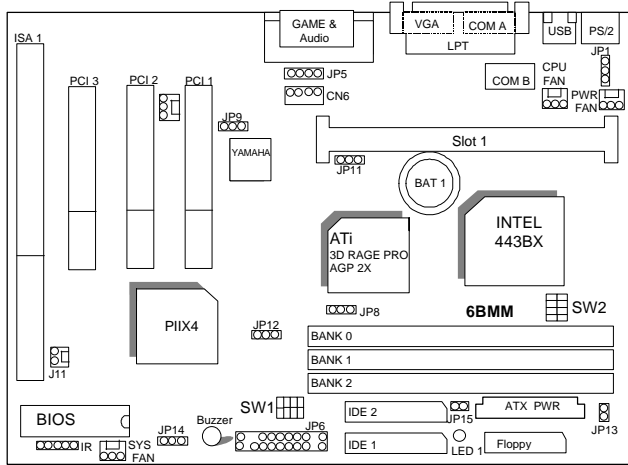 GAME &
Audio
VGA
COM A
LPT
USB
PS/2
ISA 1
JP1
PCI 3
PCI 2
PCI 1
JP5
CN6
COM B
CPU
FAN
PWR
FAN
JP9
YAMAHA
Slot 1
JP11
BAT 1
ATi
3D RAGE PRO
AGP 2X
INTEL
443BX
PIIX4
JP8
6BMM
SW2
JP12
BANK 0
BANK 1
BANK 2
J11
BIOS
SW1
IDE 2
JP15
ATX PWR
JP13
IR
SYS
FAN
JP14
Buzzer
JP6
IDE 1
LED 1
Floppy